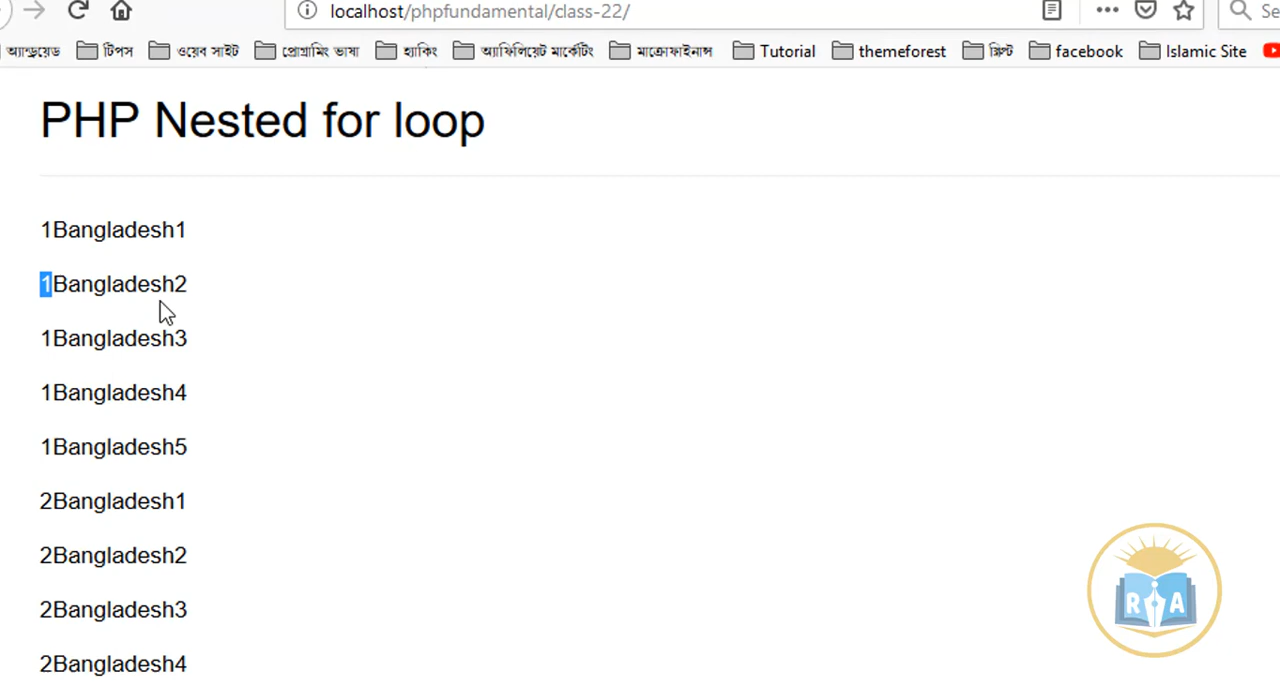 localhost/phpfundamental/class-22/
Se
অ্যান্ড্রয়েড টিপস ওয়েব সাইট প্রোগ্রামিং ভাষা হ্যাকিং অ্যাফিলিয়েট মার্কেটিং মাক্রোফাইনান্স Tutorial themeforest স্ক্রিপ্ট facebook Islamic Site
PHP Nested for loop
1Bangladesh1
1Bangladesh2
1Bangladesh3
1Bangladesh4
1Bangladesh5
2Bangladesh1
2Bangladesh2
2Bangladesh3
2Bangladesh4
R A